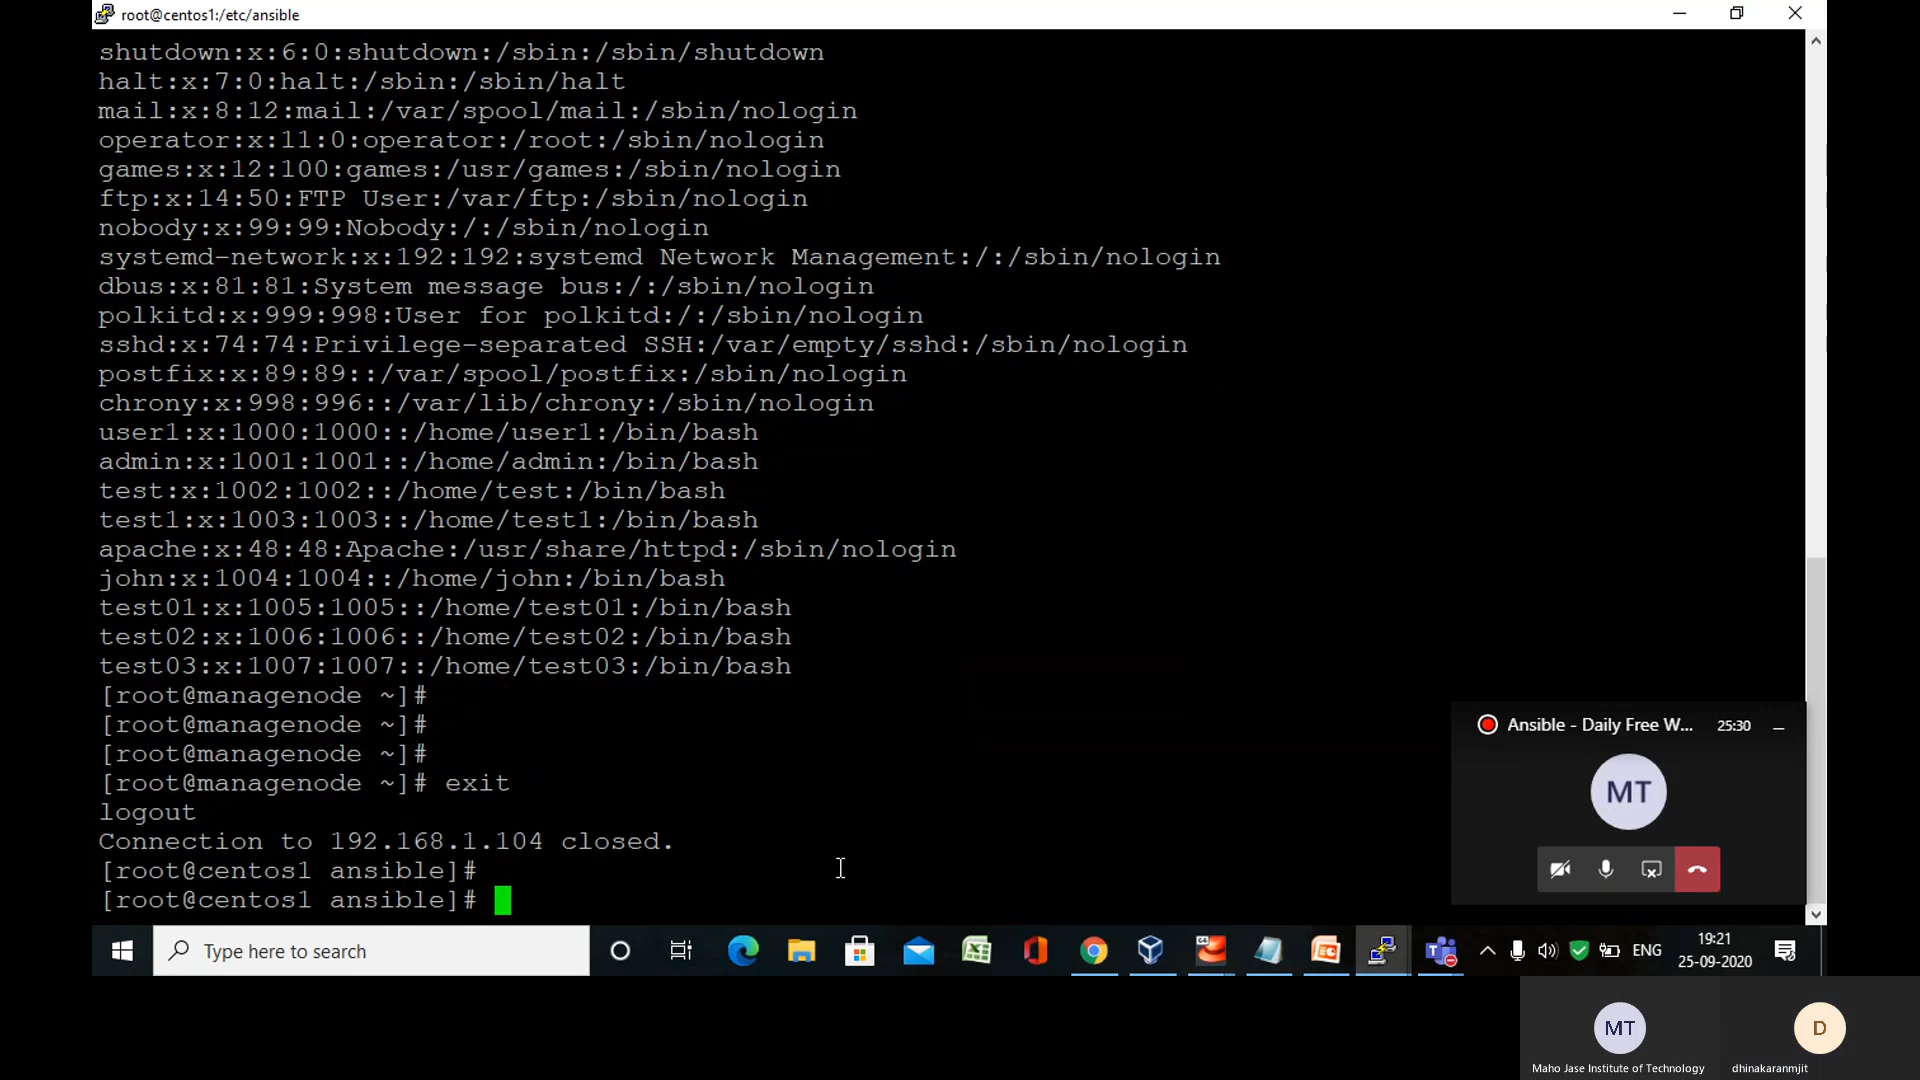 root@centos1:/etc/ansible
shutdown:x:6:0:shutdown:/sbin:/sbin/shutdown
halt:x:7:0:halt:/sbin:/sbin/halt
mail:x:8:12:mail:/var/spool/mail:/sbin/nologin
operator:x:11:0:operator:/root:/sbin/nologin
games:x:12:100:games:/usr/games:/sbin/nologin
ftp:x:14:50:FTP User:/var/ftp:/sbin/nologin
nobody:x:99:99:Nobody:/:/sbin/nologin
systemd-network:x:192:192:systemd Network Management:/:/sbin/nologin
dbus:x:81:81:System message bus:/:/sbin/nologin
polkitd:x:999:998:User for polkitd:/:/sbin/nologin
sshd:x:74:74:Privilege-separated SSH:/var/empty/sshd:/sbin/nologin
postfix:x:89:89::/var/spool/postfix:/sbin/nologin
chrony:x:998:996::/var/lib/chrony:/sbin/nologin
user1:x:1000:1000::/home/user1:/bin/bash
admin:x:1001:1001::/home/admin:/bin/bash
test:x:1002:1002::/home/test:/bin/bash
test1:x:1003:1003::/home/test1:/bin/bash
apache:x:48:48:Apache:/usr/share/httpd:/sbin/nologin
john:x:1004:1004::/home/john:/bin/bash
test01:x:1005:1005::/home/test01:/bin/bash
test02:x:1006:1006::/home/test02:/bin/bash
test03:x:1007:1007::/home/test03:/bin/bash
[root@managenode ~]#
[root@managenode ~]#
[root@managenode ~]#
[root@managenode ~]# exit
logout
Connection to 192.168.1.104 closed.
[root@centos1 ansible]#
[root@centos1 ansible]#
Ansible - Daily Free W... 25:30
MT
Type here to search
ENG
19:21
25-09-2020
MT
Maho Jase Institute of Technology
D
dhinakaranmjit